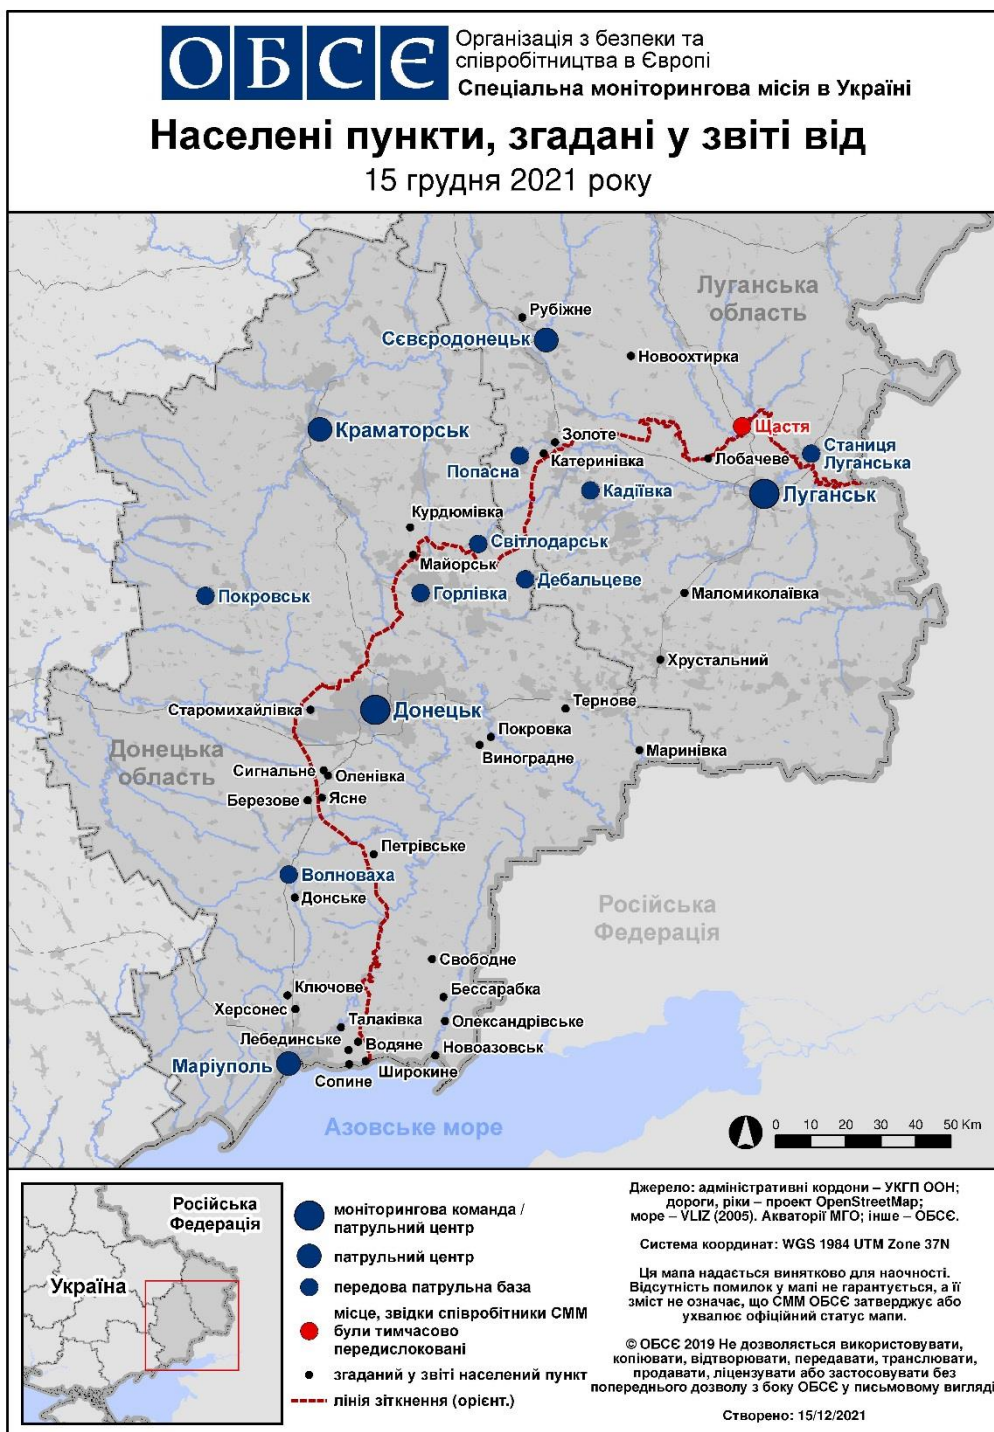 ОБСЄ
Організація з безпеки та
співробітництва в Європі
Спеціальна моніторингова місія в Україні
Населені пункти, згадані у звіті від
15 грудня 2021 року
Луганська
область
Рубіжне
Сєвєродонецьк
Новоохтирка
Краматорськ
Щастя
Золоте
Станиця
Луганська
Катеринівка
Лобачеве
Попасна
Кадіївка
Луганськ
Курдюмівка
Світлодарськ
Майорськ
Дебальцеве
Горлівка
Покровськ
Маломиколаївка
Хрустальний
Тернове
Старомихайлівка
Донецьк
Покровка
Донецька
область
Виноградне
Маринівка
Сигнальне
Оленівка
Березове
Ясне
Петрівське
Волноваха
Донське
Російська
Федерація
Свободне
Ключове
Бессарабка
Херсонес
Талаківка
Олександрівське
Лебединське
Водяне
Новоазовськ
Маріуполь
Широкине
Сопине
Азовське море
0 10 20 30 40 50 Km
Російська
Федерація
Україна
моніторингова команда /
патрульний центр
патрульний центр
передова патрульна база
місце, звідки співробітники СММ
були тимчасово
передислоковані
згаданий у звіті населений пункт
лінія зіткнення (орієнт.)
Джерело: адміністративні кордони – УКГП ООН;
дороги, ріки – проект OpenStreetMap;
море – VLIZ (2005). Акваторії МГО; інше – ОБСЄ.
Система координат: WGS 1984 UTM Zone 37N
Ця мапа надається винятково для наочності.
Відсутність помилок у мапі не гарантується, а її
зміст не означає, що СММ ОБСЄ затверджує або
ухвалює офіційний статус мапи.
© ОБСЄ 2019 Не дозволяється використовувати,
копіювати, відтворювати, передавати, транслювати,
продавати, ліцензувати або застосовувати без
попереднього дозволу з боку ОБСЄ у письмовому вигляді
Створено: 15/12/2021